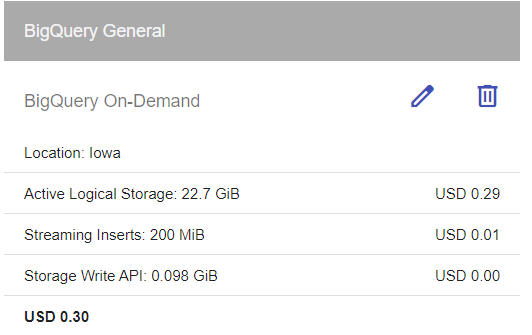 BigQuery General
BigQuery On-Demand
Location: Iowa
Active Logical Storage: 22.7 GiB USD 0.29
Streaming Inserts: 200 MiB USD 0.01
Storage Write API: 0.098 GiB USD 0.00
USD 0.30